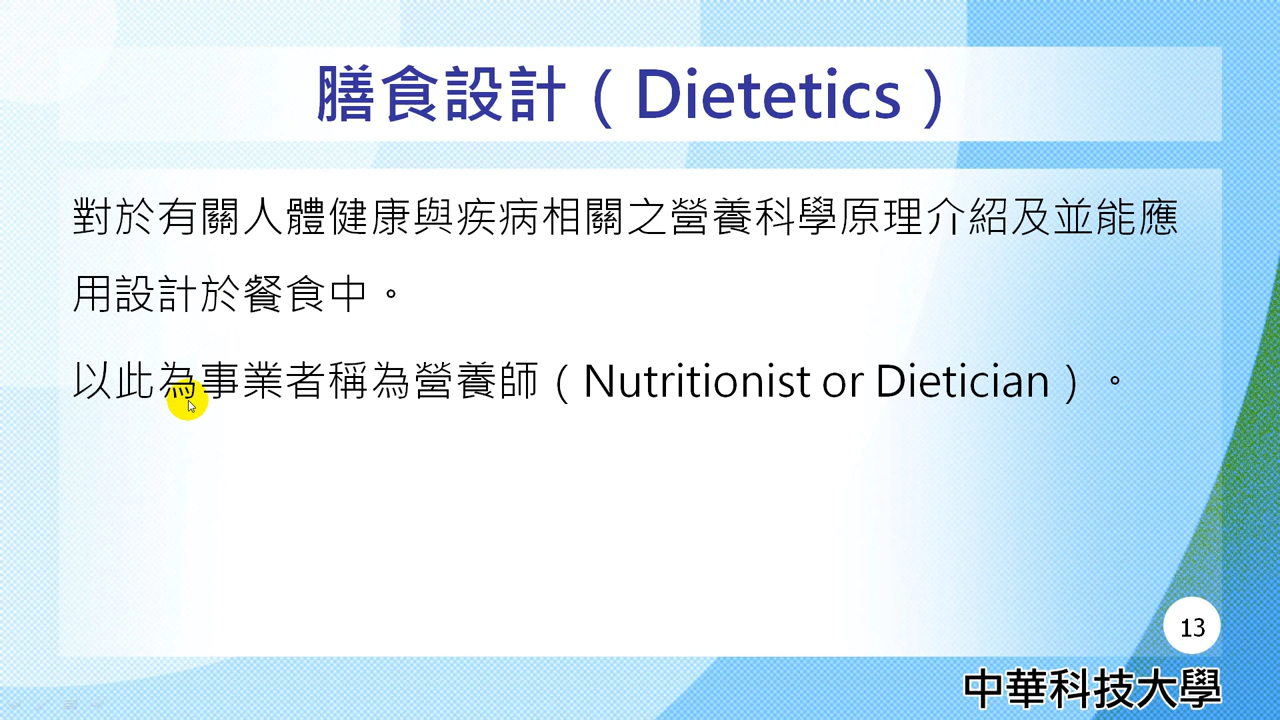 膳食設計（Dietetics）
對於有關人體健康與疾病相關之營養科學原理介紹及並能應
用設計於餐食中。
以此為事業者稱為營養師（Nutritionist or Dietician）。
13
中華科技大學